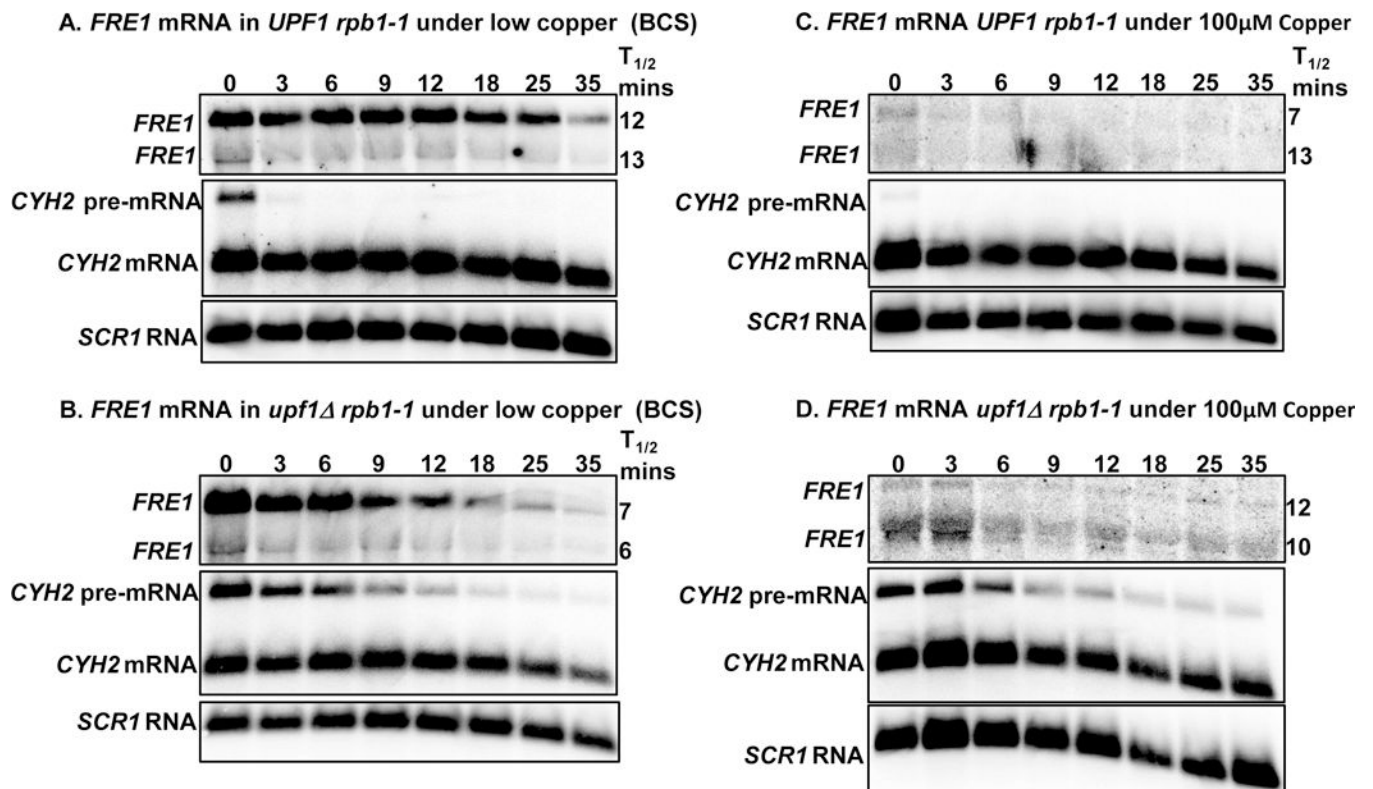 A. FRE1 mRNA in UPF1 rpb1-1 under low copper (BCS)
T1/2
0 3 6 9 12 18 25 35 mins
FRE1 12
FRE1 13
CYH2 pre-mRNA
CYH2 mRNA
SCR1 RNA
B. FRE1 mRNA in upf1Δ rpb1-1 under low copper (BCS)
T1/2
0 3 6 9 12 18 25 35 mins
FRE1 7
FRE1 6
CYH2 pre-mRNA
CYH2 mRNA
SCR1 RNA
C. FRE1 mRNA UPF1 rpb1-1 under 100μM Copper
T1/2
0 3 6 9 12 18 25 35 mins
FRE1 7
FRE1 13
CYH2 pre-mRNA
CYH2 mRNA
SCR1 RNA
D. FRE1 mRNA upf1Δ rpb1-1 under 100μM Copper
T1/2
0 3 6 9 12 18 25 35 mins
FRE1 12
FRE1 10
CYH2 pre-mRNA
CYH2 mRNA
SCR1 RNA